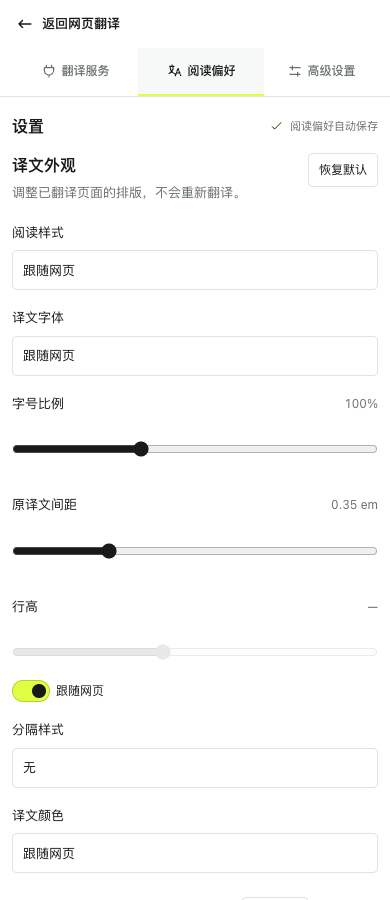 返回网页翻译
翻译服务
阅读偏好
高级设置
设置
阅读偏好自动保存
译文外观
恢复默认
调整已翻译页面的排版，不会重新翻译。
阅读样式
跟随网页
译文字体
跟随网页
字号比例
100%
原译文间距
0.35 em
行高
—
跟随网页
分隔样式
无
译文颜色
跟随网页